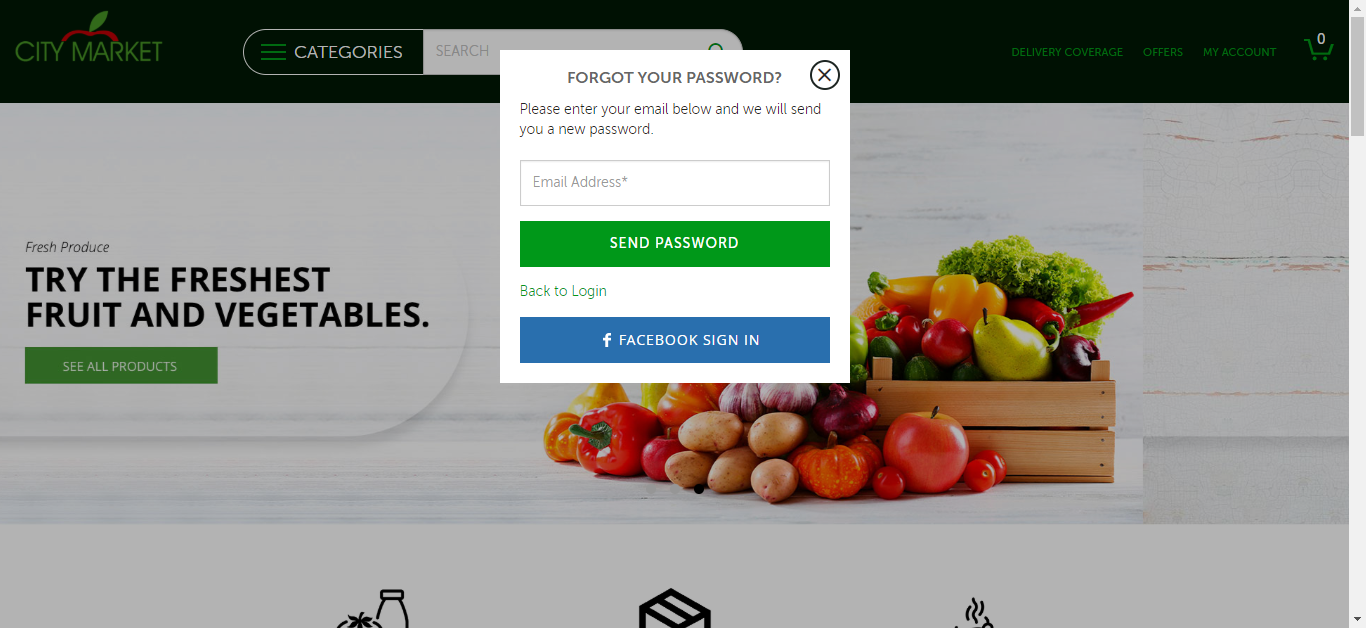 CITY MARKET
CATEGORIES
SEARCH
DELIVERY COVERAGE
OFFERS
MY ACCOUNT
0
FORGOT YOUR PASSWORD?
Please enter your email below and we will send
you a new password.
Email Address*
SEND PASSWORD
Back to Login
f FACEBOOK SIGN IN
Fresh Produce
TRY THE FRESHEST
FRUIT AND VEGETABLES.
SEE ALL PRODUCTS